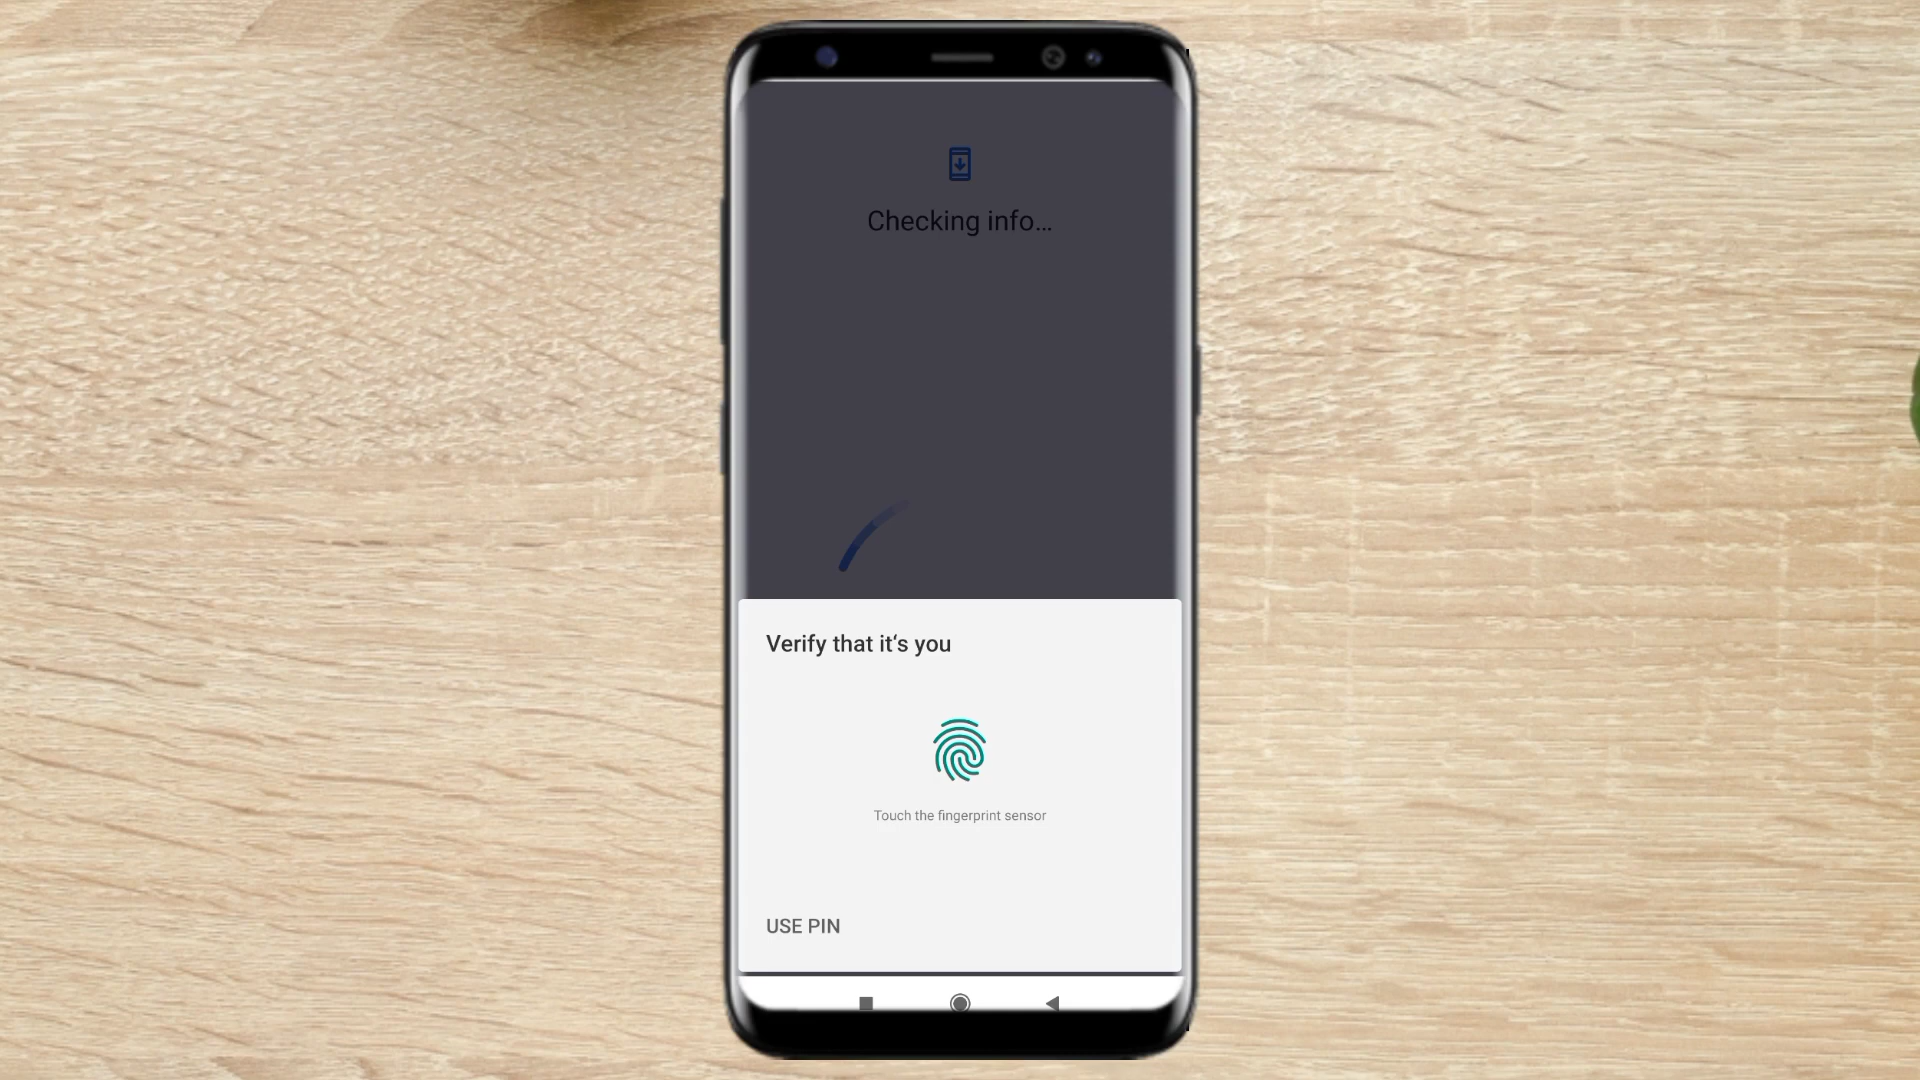 Checking info...
Verify that it‘s you
Touch the fingerprint sensor
USE PIN